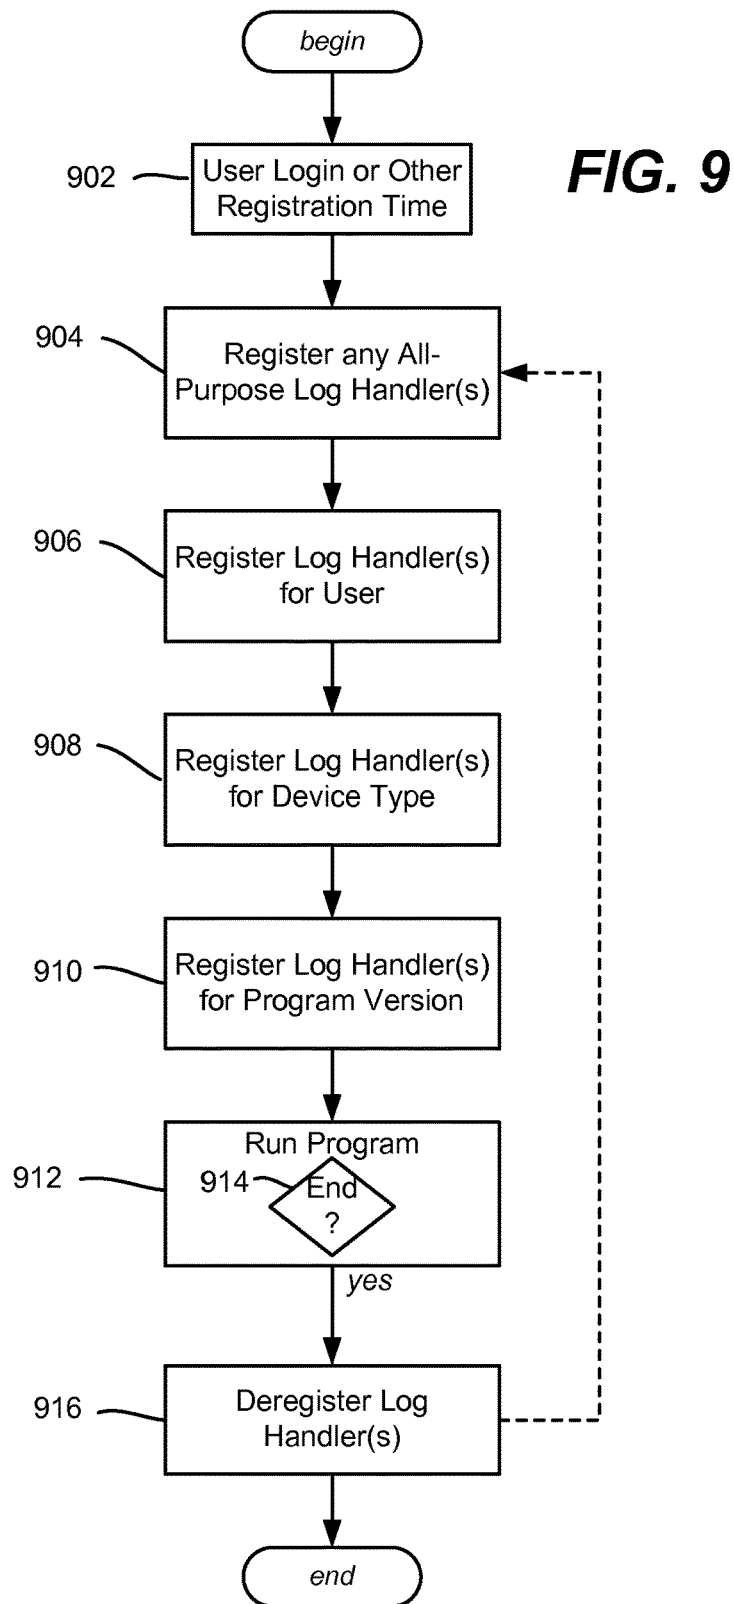 begin
902
User Login or Other
Registration Time
FIG. 9
904
Register any All-
Purpose Log Handler(s)
906
Register Log Handler(s)
for User
908
Register Log Handler(s)
for Device Type
910
Register Log Handler(s)
for Program Version
912
Run Program
914
End
?
yes
916
Deregister Log
Handler(s)
end